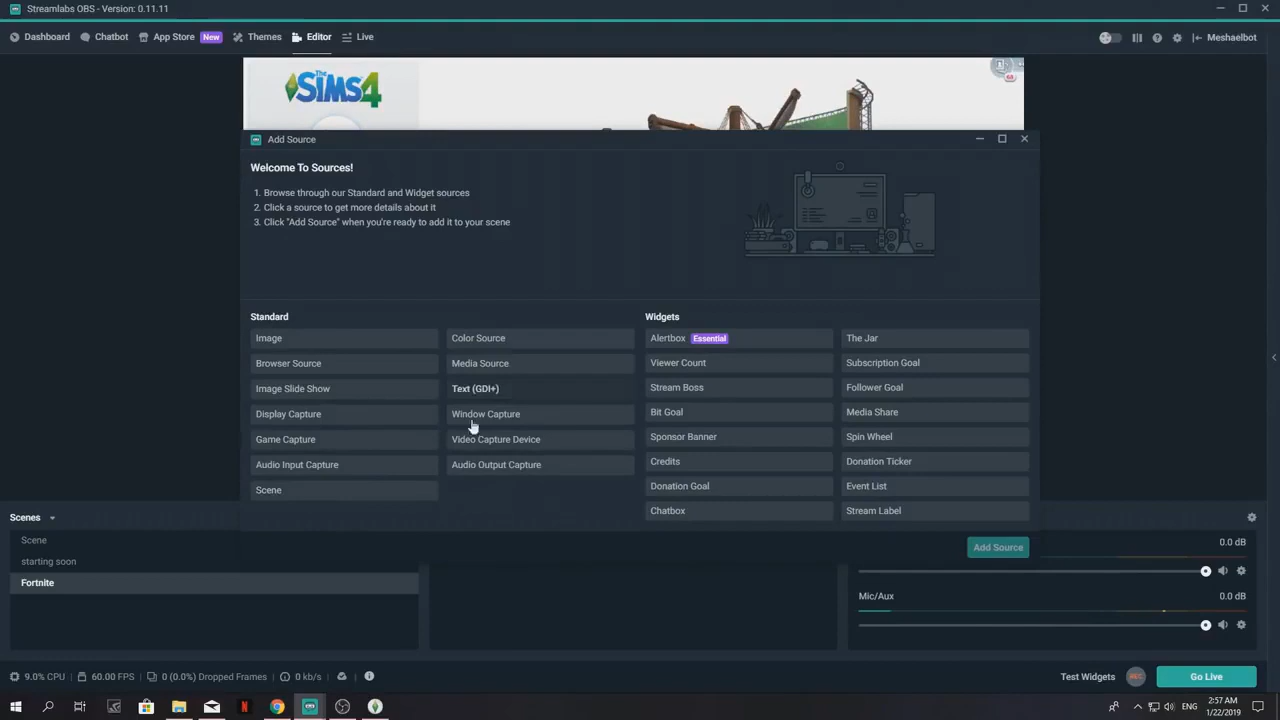 Streamlabs OBS - Version: 0.11.11
Dashboard
Chatbot
App Store
New
Themes
Editor
Live
Meshaelbot
THE SIMS 4
68
Add Source
Welcome To Sources!
1. Browse through our Standard and Widget sources
2. Click a source to get more details about it
3. Click "Add Source" when you're ready to add it to your scene
Standard
Image
Color Source
Browser Source
Media Source
Image Slide Show
Text (GDI+)
Display Capture
Window Capture
Game Capture
Video Capture Device
Audio Input Capture
Audio Output Capture
Scene
Widgets
Alertbox
Essential
The Jar
Viewer Count
Subscription Goal
Stream Boss
Follower Goal
Bit Goal
Media Share
Sponsor Banner
Spin Wheel
Credits
Donation Ticker
Donation Goal
Event List
Chatbox
Stream Label
Add Source
Scenes
Scene
starting soon
Fortnite
0.0 dB
Mic/Aux
0.0 dB
9.0% CPU
60.00 FPS
0 (0.0%) Dropped Frames
0 kb/s
Test Widgets
REC
Go Live
ENG
2:57 AM
1/22/2019